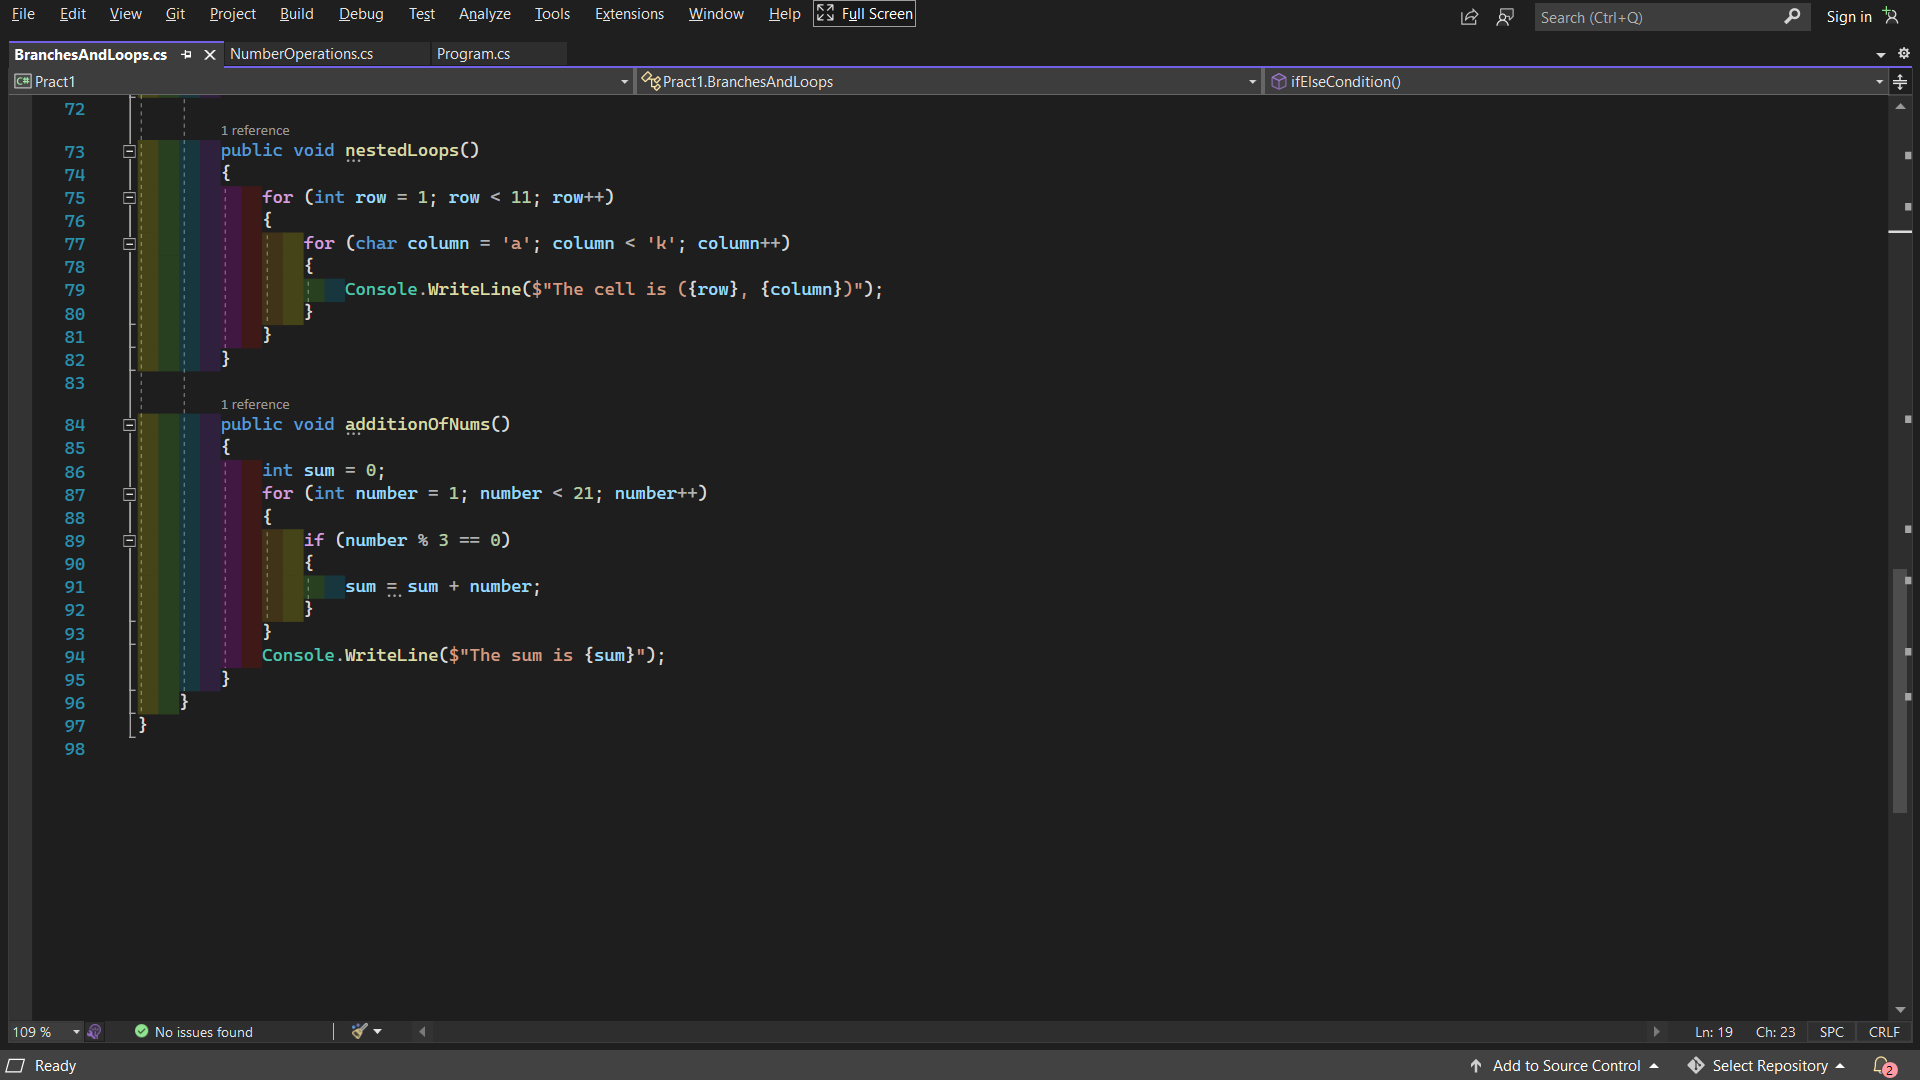 File Edit View Git Project Build Debug Test Analyze Tools Extensions Window Help Full Screen Search (Ctrl+Q) Sign in
BranchesAndLoops.cs NumberOperations.cs Program.cs
C# Pract1 Pract1.BranchesAndLoops ifElseCondition()
72
1 reference
73 public void nestedLoops()
74 {
75 for (int row = 1; row < 11; row++)
76 {
77 for (char column = 'a'; column < 'k'; column++)
78 {
79 Console.WriteLine($"The cell is ({row}, {column})");
80 }
81 }
82 }
83
1 reference
84 public void additionOfNums()
85 {
86 int sum = 0;
87 for (int number = 1; number < 21; number++)
88 {
89 if (number % 3 == 0)
90 {
91 sum = sum + number;
92 }
93 }
94 Console.WriteLine($"The sum is {sum}");
95 }
96 }
97 }
98
109 % No issues found Ln: 19 Ch: 23 SPC CRLF
Ready Add to Source Control Select Repository 2